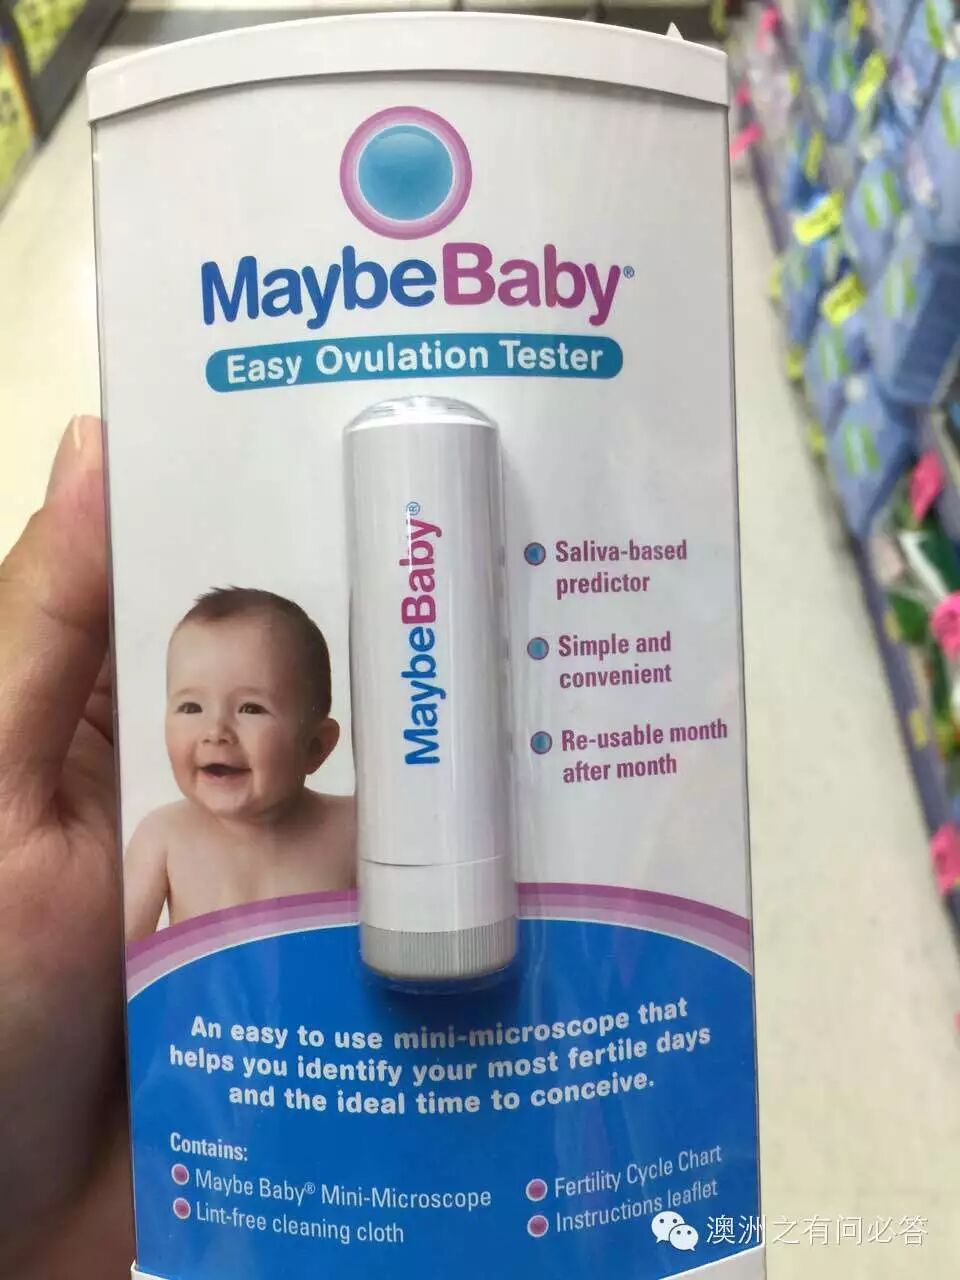 MaybeBaby®
Easy Ovulation Tester
MaybeBaby®
Saliva-based
predictor
Simple and
convenient
Re-usable month
after month
An easy to use mini-microscope that
helps you identify your most fertile days
and the ideal time to conceive.
Contains:
Maybe Baby® Mini-Microscope
Lint-free cleaning cloth
Fertility Cycle Chart
Instructions leaflet
澳洲之有问必答